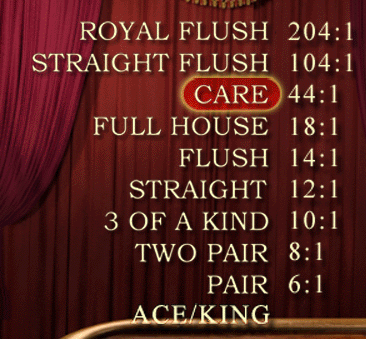 ROYAL FLUSH 204:1
STRAIGHT FLUSH 104:1
CARE 44:1
FULL HOUSE 18:1
FLUSH 14:1
STRAIGHT 12:1
3 OF A KIND 10:1
TWO PAIR 8:1
PAIR 6:1
ACE/KING